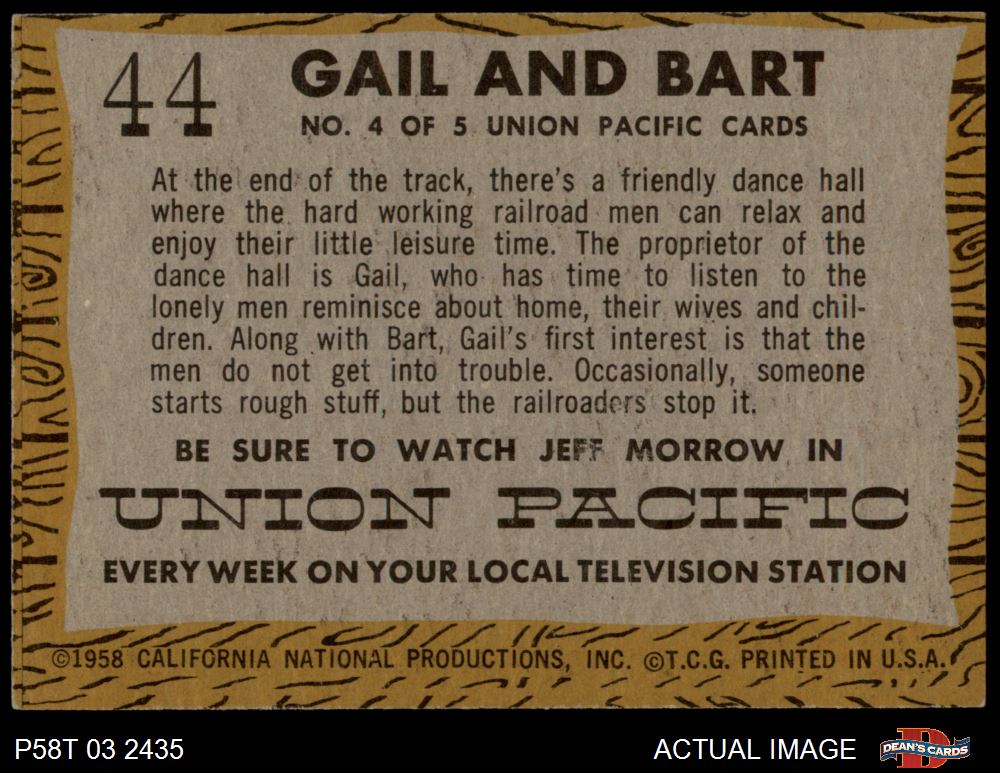 44
GAIL AND BART
NO. 4 OF 5 UNION PACIFIC CARDS
At the end of the track, there's a friendly dance hall
where the hard working railroad men can relax and
enjoy their little leisure time. The proprietor of the
dance hall is Gail, who has time to listen to the
lonely men reminisce about home, their wives and chil-
dren. Along with Bart, Gail's first interest is that the
men do not get into trouble. Occasionally, someone
starts rough stuff, but the railroaders stop it.
BE SURE TO WATCH JEFF MORROW IN
UNION PACIFIC
EVERY WEEK ON YOUR LOCAL TELEVISION STATION
©1958 CALIFORNIA NATIONAL PRODUCTIONS, INC. ©T.C.G. PRINTED IN U.S.A.
P58T 03 2435
ACTUAL IMAGE
DEAN'S CARDS